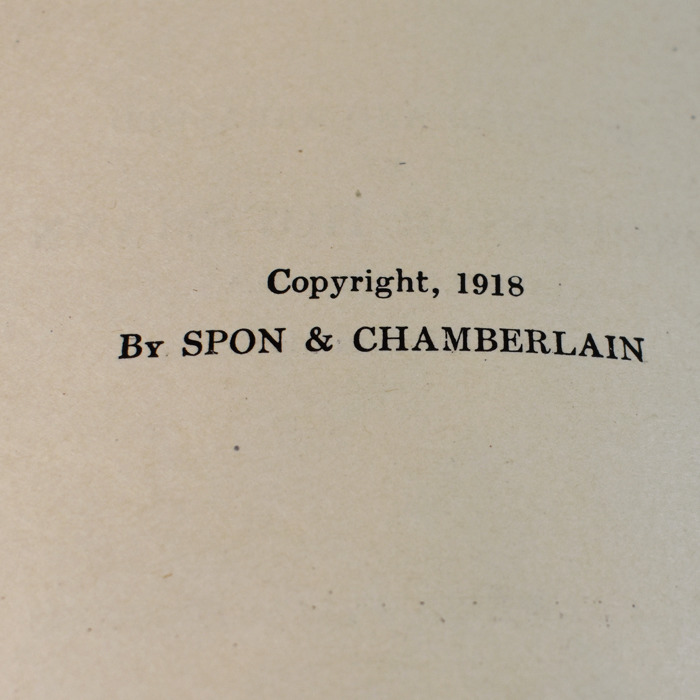 Copyright, 1918
By SPON & CHAMBERLAIN